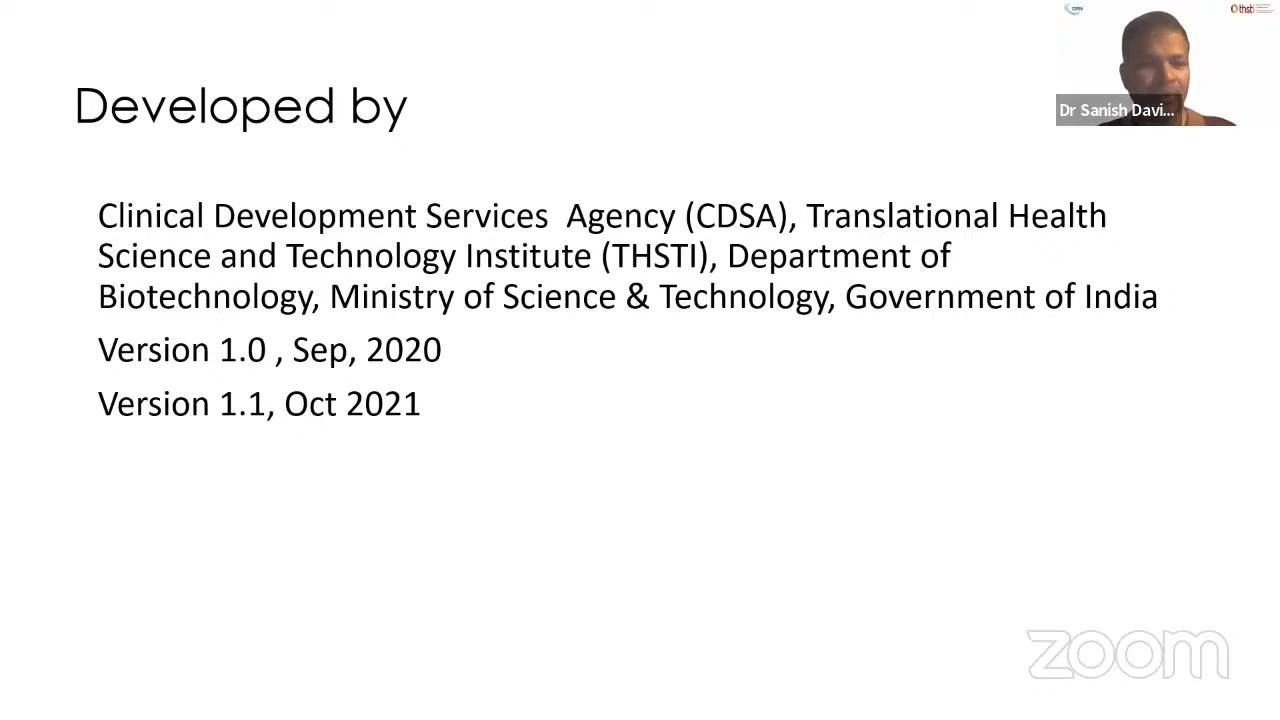 CDSA
thsti
Developed by
Dr Sanish Davi...
Clinical Development Services  Agency (CDSA), Translational Health
Science and Technology Institute (THSTI), Department of
Biotechnology, Ministry of Science & Technology, Government of India
Version 1.0 , Sep, 2020
Version 1.1, Oct 2021
zoom